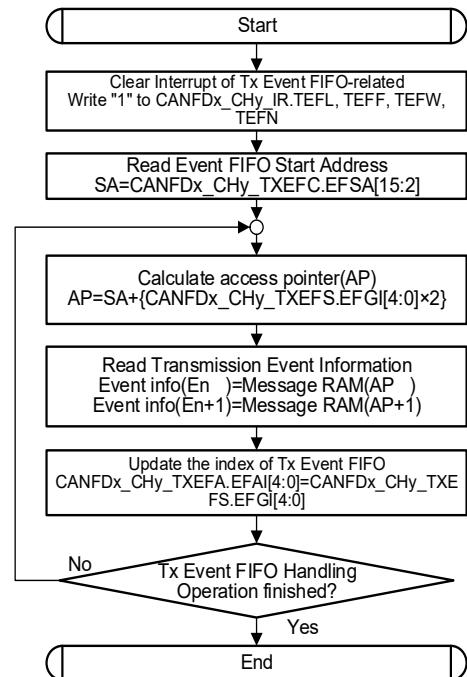 Start
Clear Interrupt of Tx Event FIFO-related
Write "1" to CANFDx_CHy_IR.TEFL, TEFF, TEFW,
TEFN
Read Event FIFO Start Address
SA=CANFDx_CHy_TXEFC.EFSA[15:2]
Calculate access pointer(AP)
AP=SA+{CANFDx_CHy_TXEFS.EFGI[4:0]×2}
Read Transmission Event Information
Event info(En   )=Message RAM(AP   )
Event info(En+1)=Message RAM(AP+1)
Update the index of Tx Event FIFO
CANFDx_CHy_TXEFA.EFAI[4:0]=CANFDx_CHy_TXE
FS.EFGI[4:0]
No
Tx Event FIFO Handling
Operation finished?
Yes
End